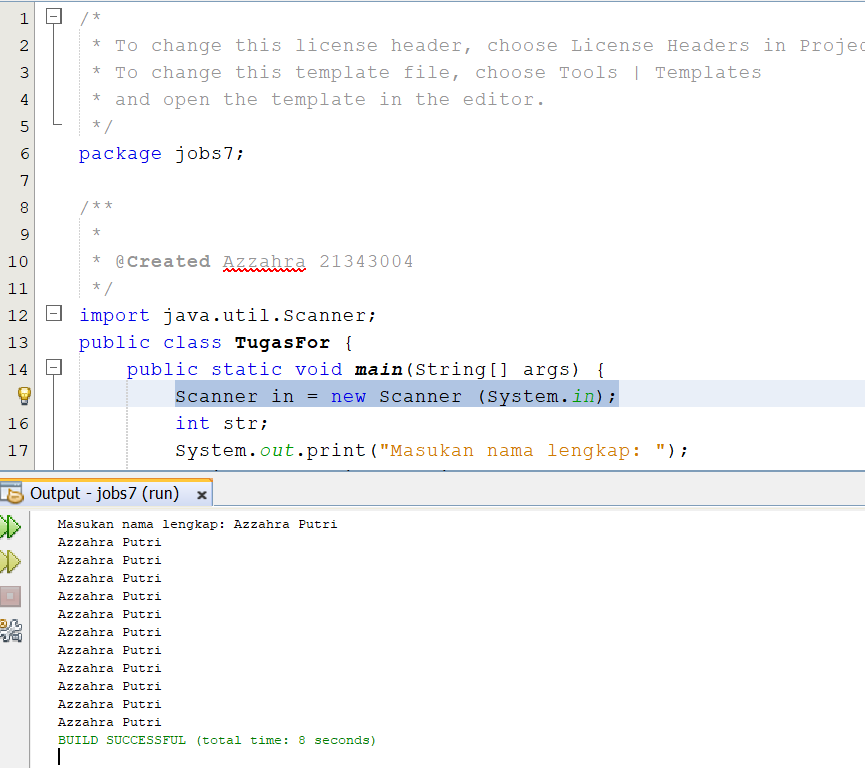 1 /*
2 * To change this license header, choose License Headers in Projec
3 * To change this template file, choose Tools | Templates
4 * and open the template in the editor.
5 */
6 package jobs7;
7
8 /**
9 *
10 * @Created Azzahra 21343004
11 */
12 import java.util.Scanner;
13 public class TugasFor {
14 public static void main(String[] args) {
Scanner in = new Scanner (System.in);
16 int str;
17 System.out.print("Masukan nama lengkap: ");
Output - jobs7 (run) x
Masukan nama lengkap: Azzahra Putri
Azzahra Putri
Azzahra Putri
Azzahra Putri
Azzahra Putri
Azzahra Putri
Azzahra Putri
Azzahra Putri
Azzahra Putri
Azzahra Putri
Azzahra Putri
Azzahra Putri
BUILD SUCCESSFUL (total time: 8 seconds)